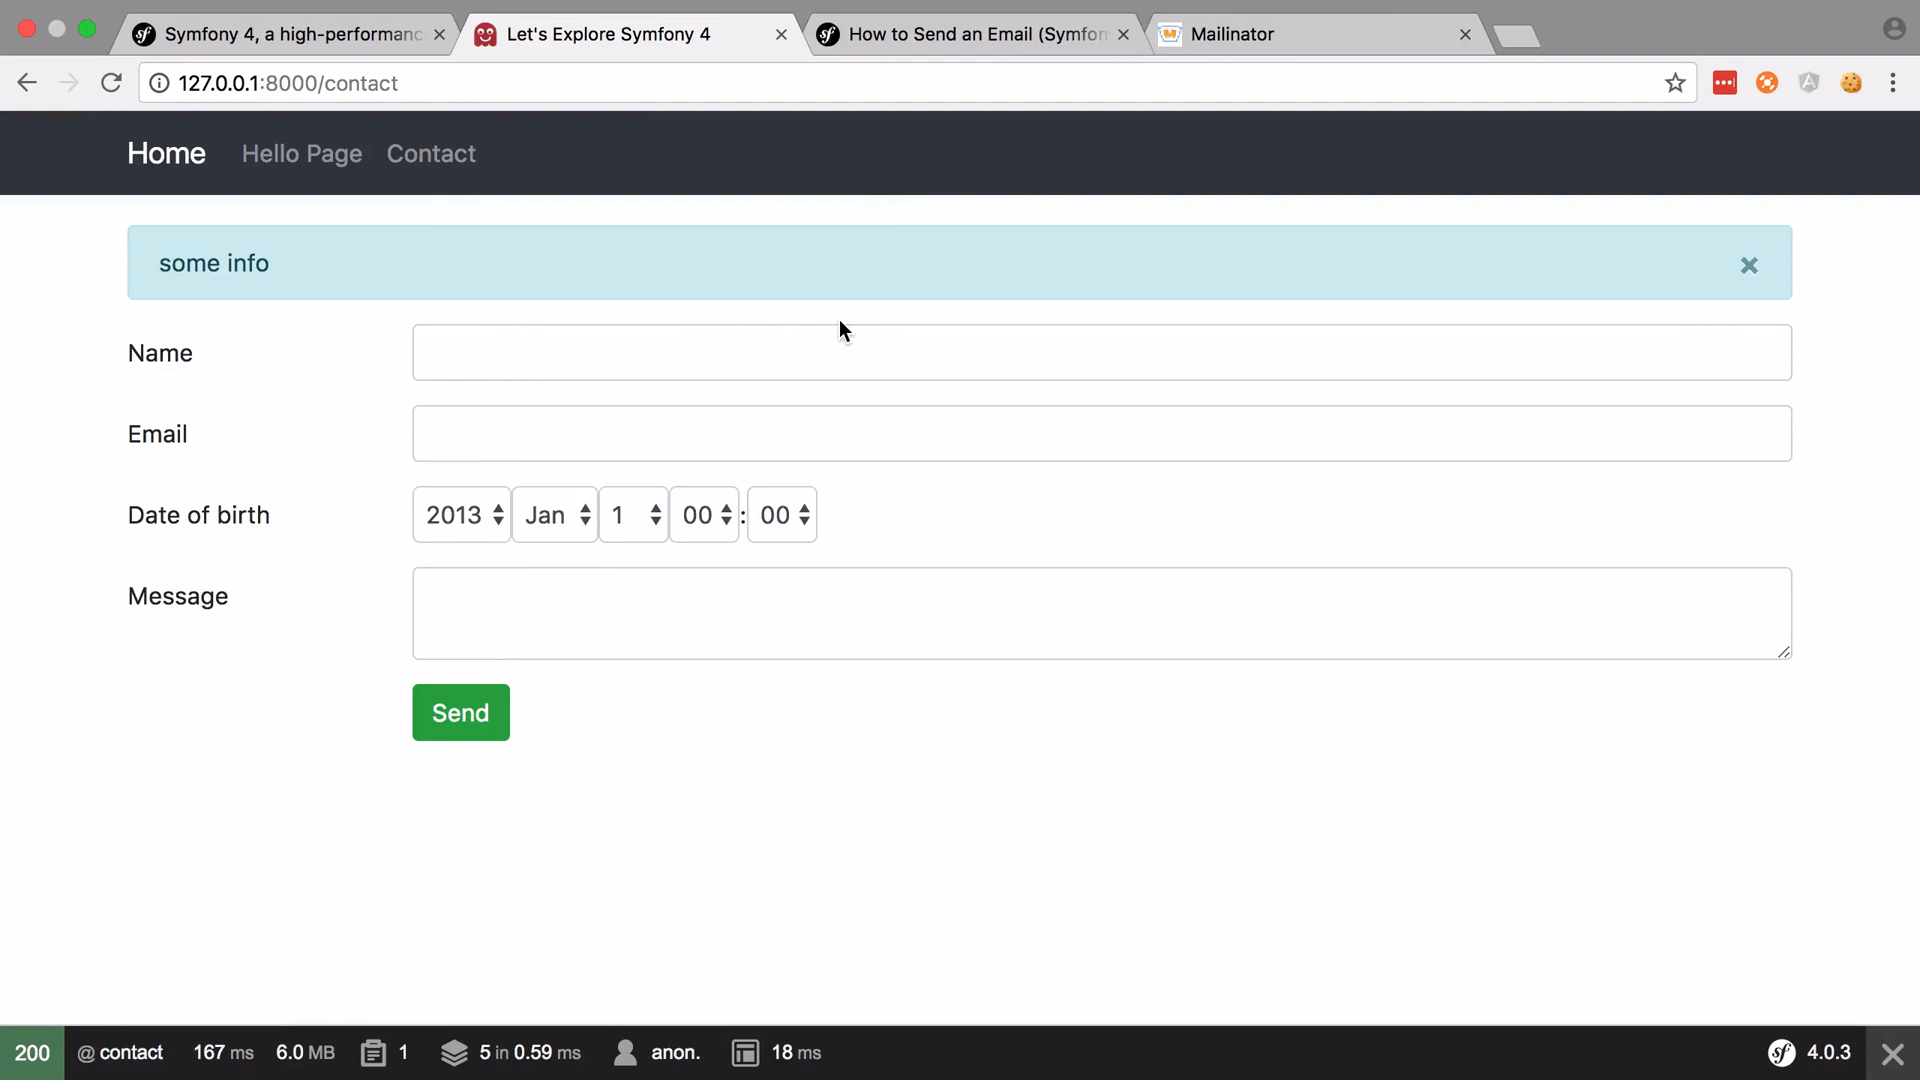 Symfony 4, a high-performanc
Let's Explore Symfony 4
How to Send an Email (Symfon
Mailinator
127.0.0.1:8000/contact
Home Hello Page Contact
some info
Name
Email
Date of birth 2013 Jan 1 00 : 00
Message
Send
200 @ contact 167 ms 6.0 MB 1 5 in 0.59 ms anon. 18 ms sf 4.0.3